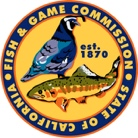 FISH & GAME COMMISSION
est.
1870
STATE OF CALIFORNIA